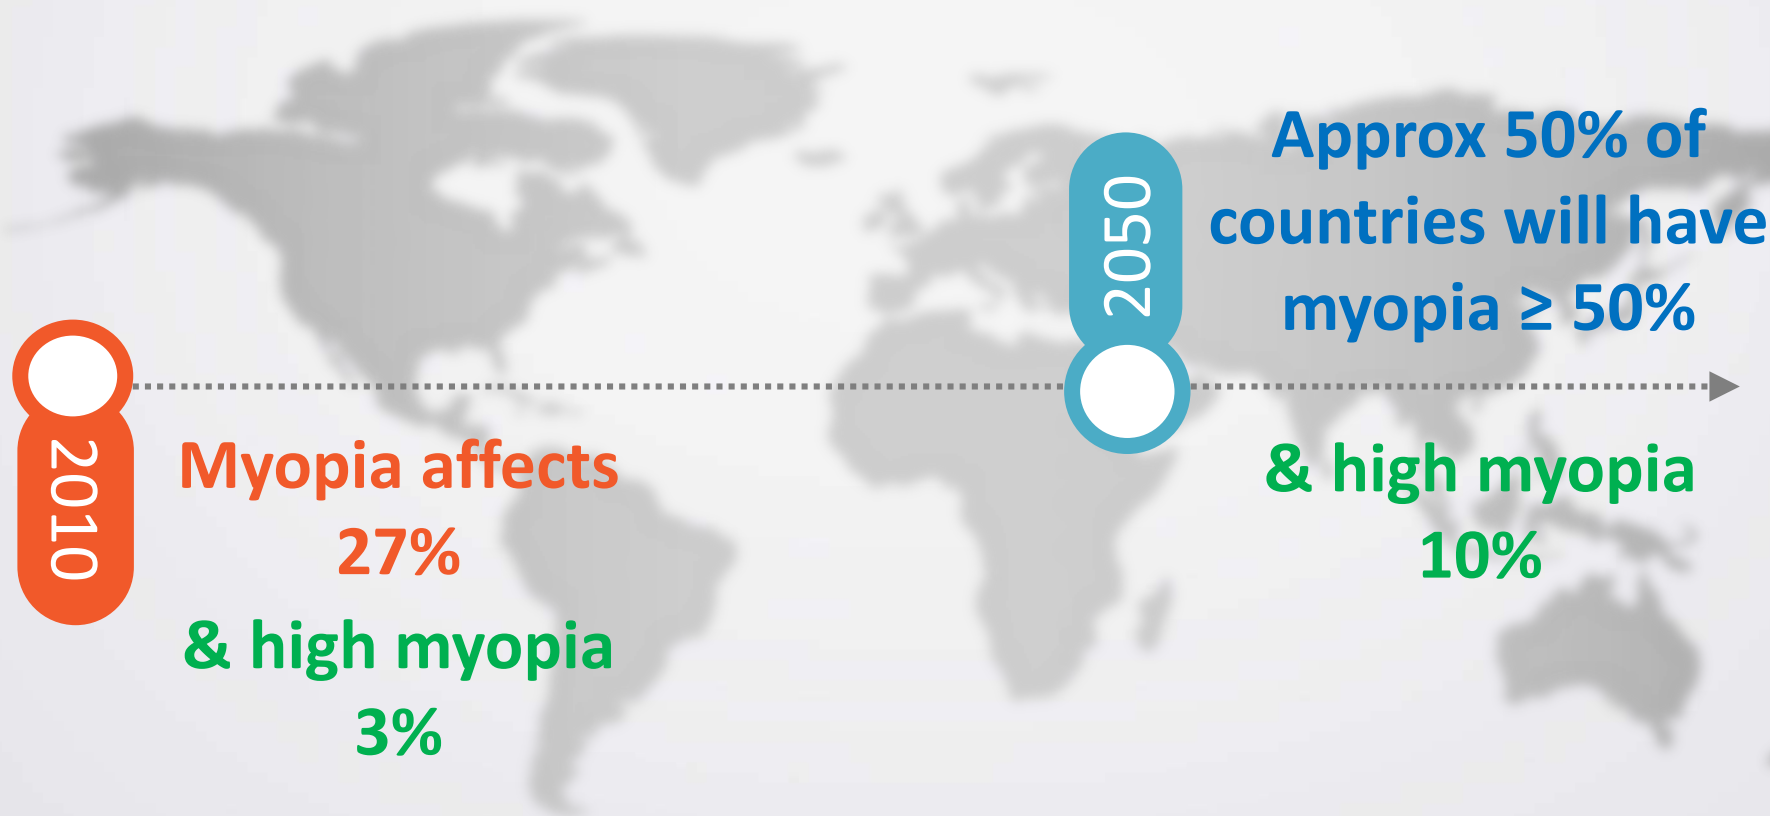 2010
Myopia affects
27%
& high myopia
3%
2050
Approx 50% of
countries will have
myopia ≥ 50%
& high myopia
10%